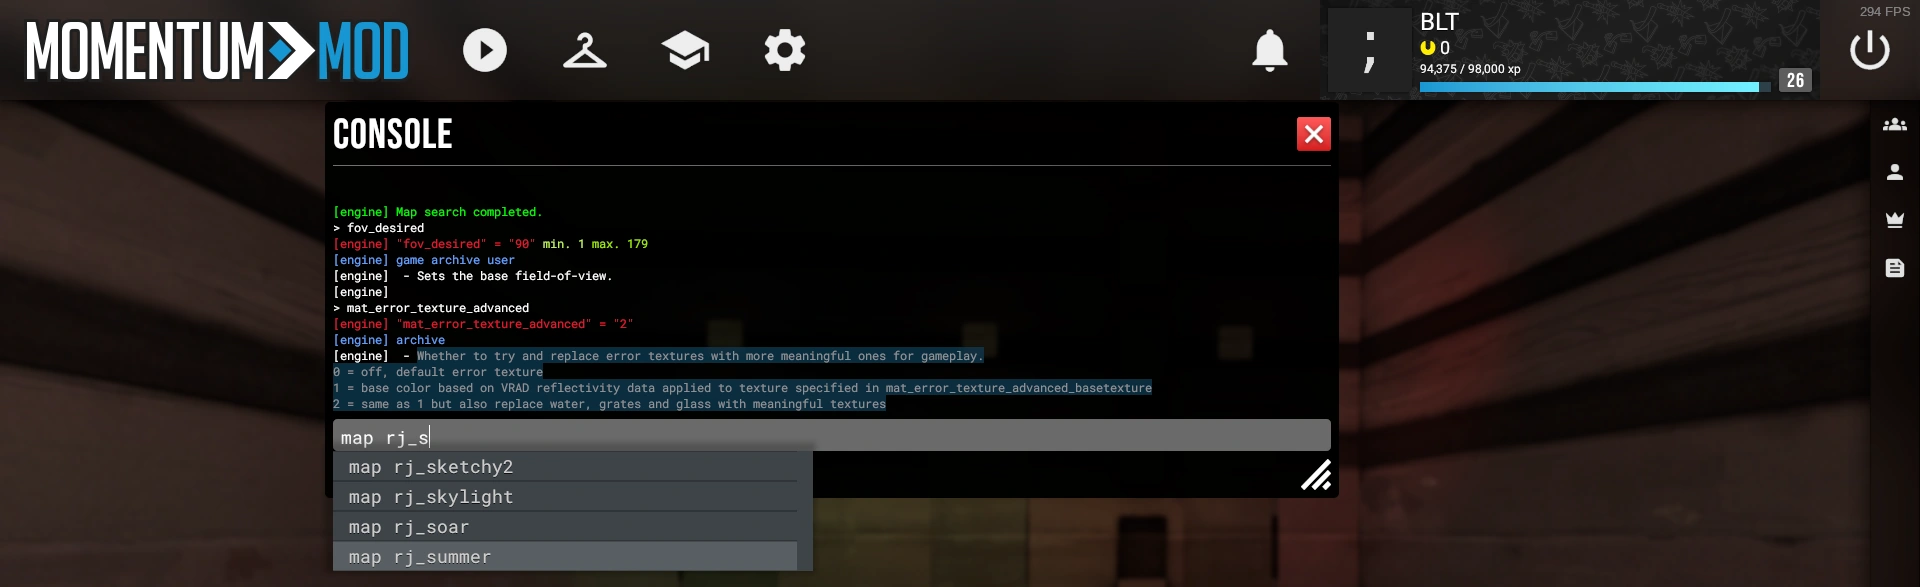 MOMENTUM MOD
;
BLT
0
94,375 / 98,000 xp
26
294 FPS
CONSOLE
[engine] Map search completed.
> fov_desired
[engine] "fov_desired" = "90" min. 1 max. 179
[engine] game archive user
[engine]  - Sets the base field-of-view.
[engine]
> mat_error_texture_advanced
[engine] "mat_error_texture_advanced" = "2"
[engine] archive
[engine]  - Whether to try and replace error textures with more meaningful ones for gameplay.
0 = off, default error texture
1 = base color based on VRAD reflectivity data applied to texture specified in mat_error_texture_advanced_basetexture
2 = same as 1 but also replace water, grates and glass with meaningful textures
map rj_s
map rj_sketchy2
map rj_skylight
map rj_soar
map rj_summer